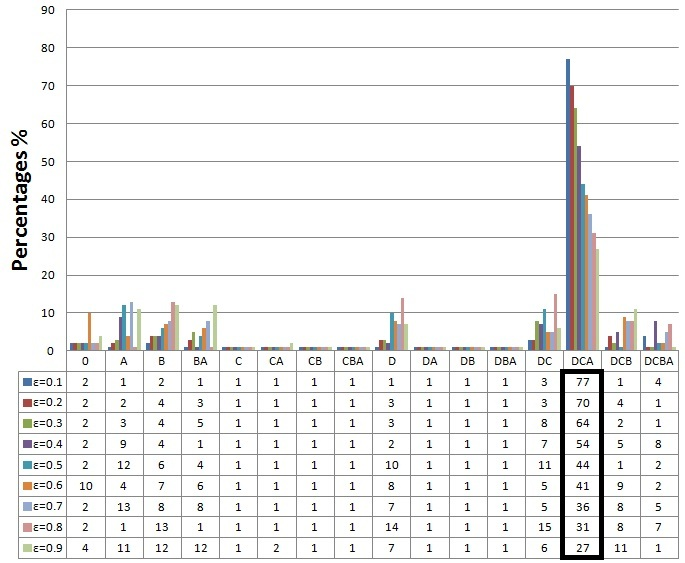 90
80
70
60
50
40
30
20
10
0
Percentages %
0 A B BA C CA CB CBA D DA DB DBA DC DCA DCB DCBA
ε=0.1 2 1 2 1 1 1 1 1 1 1 1 1 3 77 1 4
ε=0.2 2 2 4 3 1 1 1 1 3 1 1 1 3 70 4 1
ε=0.3 2 3 4 5 1 1 1 1 3 1 1 1 8 64 2 1
ε=0.4 2 9 4 1 1 1 1 1 2 1 1 1 7 54 5 8
ε=0.5 2 12 6 4 1 1 1 1 10 1 1 1 11 44 1 2
ε=0.6 10 4 7 6 1 1 1 1 8 1 1 1 5 41 9 2
ε=0.7 2 13 8 8 1 1 1 1 7 1 1 1 5 36 8 5
ε=0.8 2 1 13 1 1 1 1 1 14 1 1 1 15 31 8 7
ε=0.9 4 11 12 12 1 2 1 1 7 1 1 1 6 27 11 1